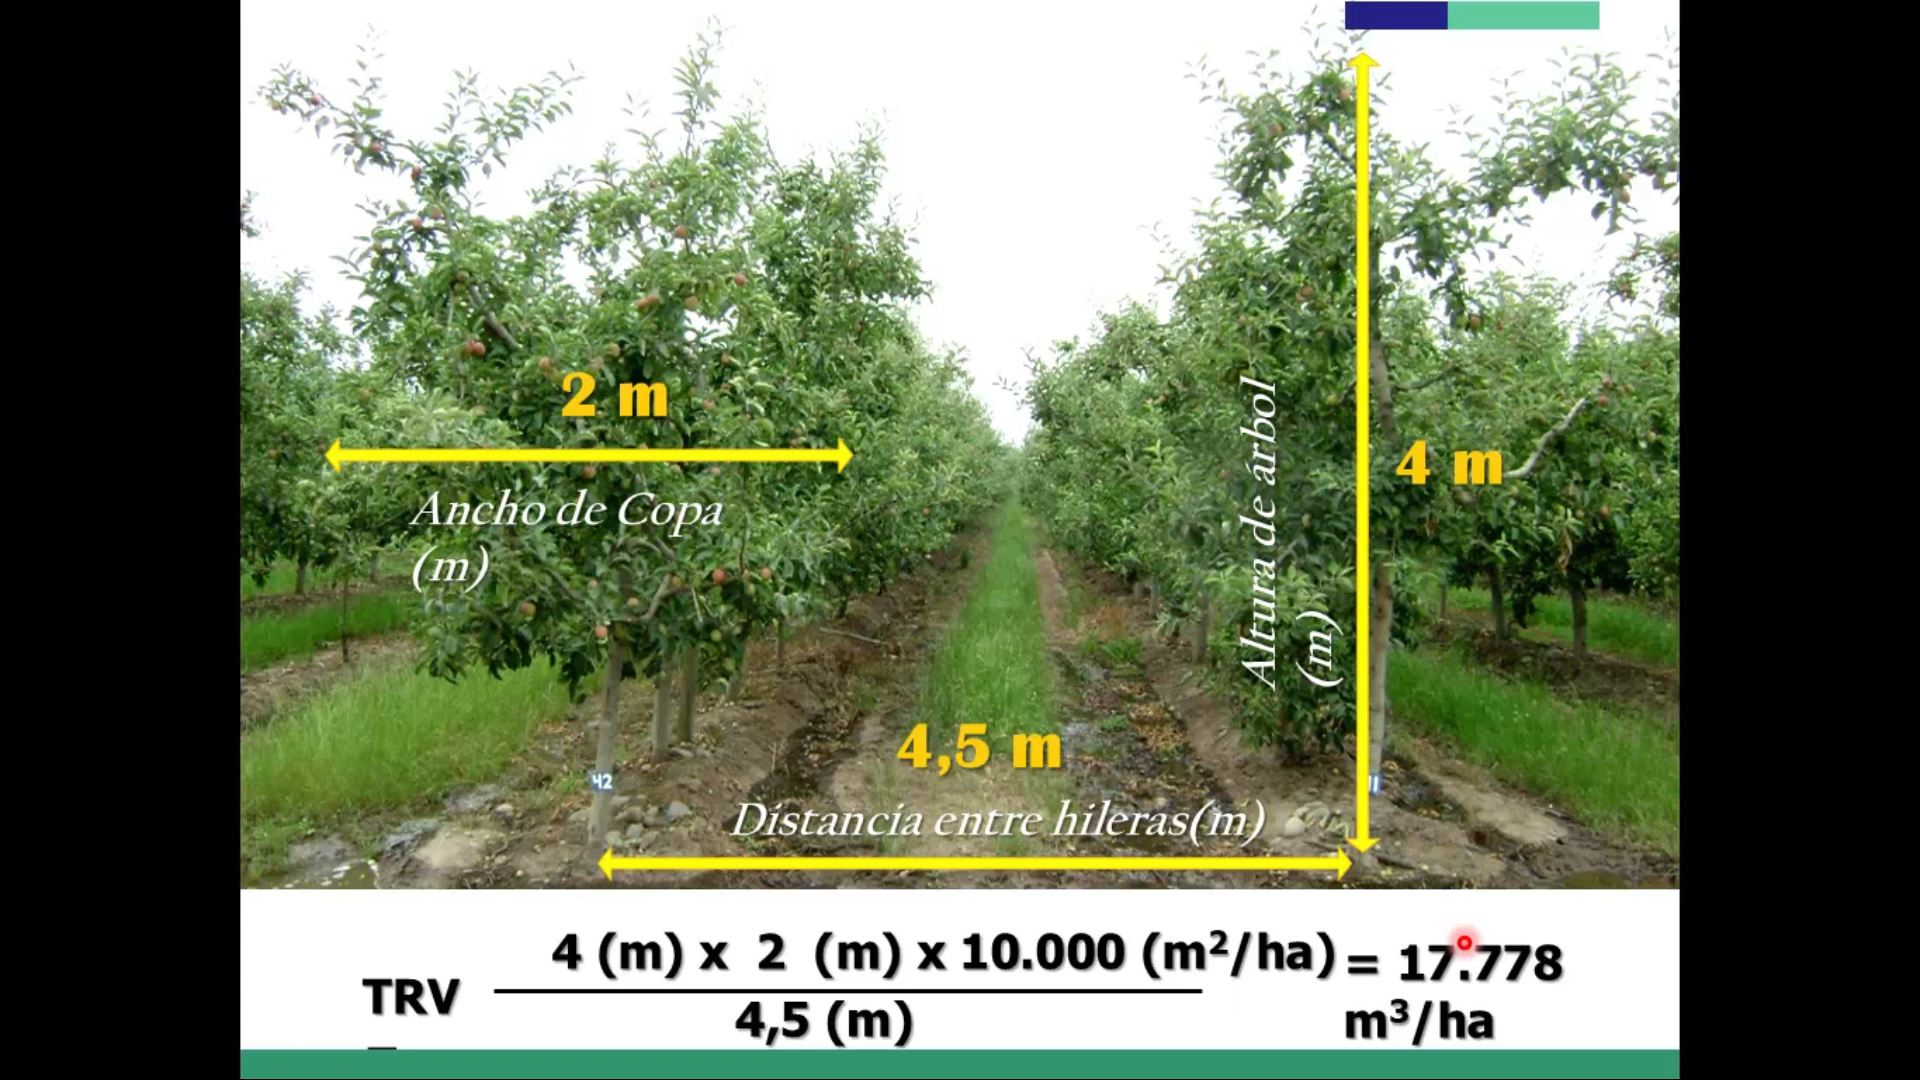 2 m
Ancho de Copa
(m)
Altura de árbol
(m)
4 m
42
11
4,5 m
Distancia entre hileras(m)
TRV
4 (m) x 2 (m) x 10.000 (m²/ha)
4,5 (m)
= 17.778
m³/ha